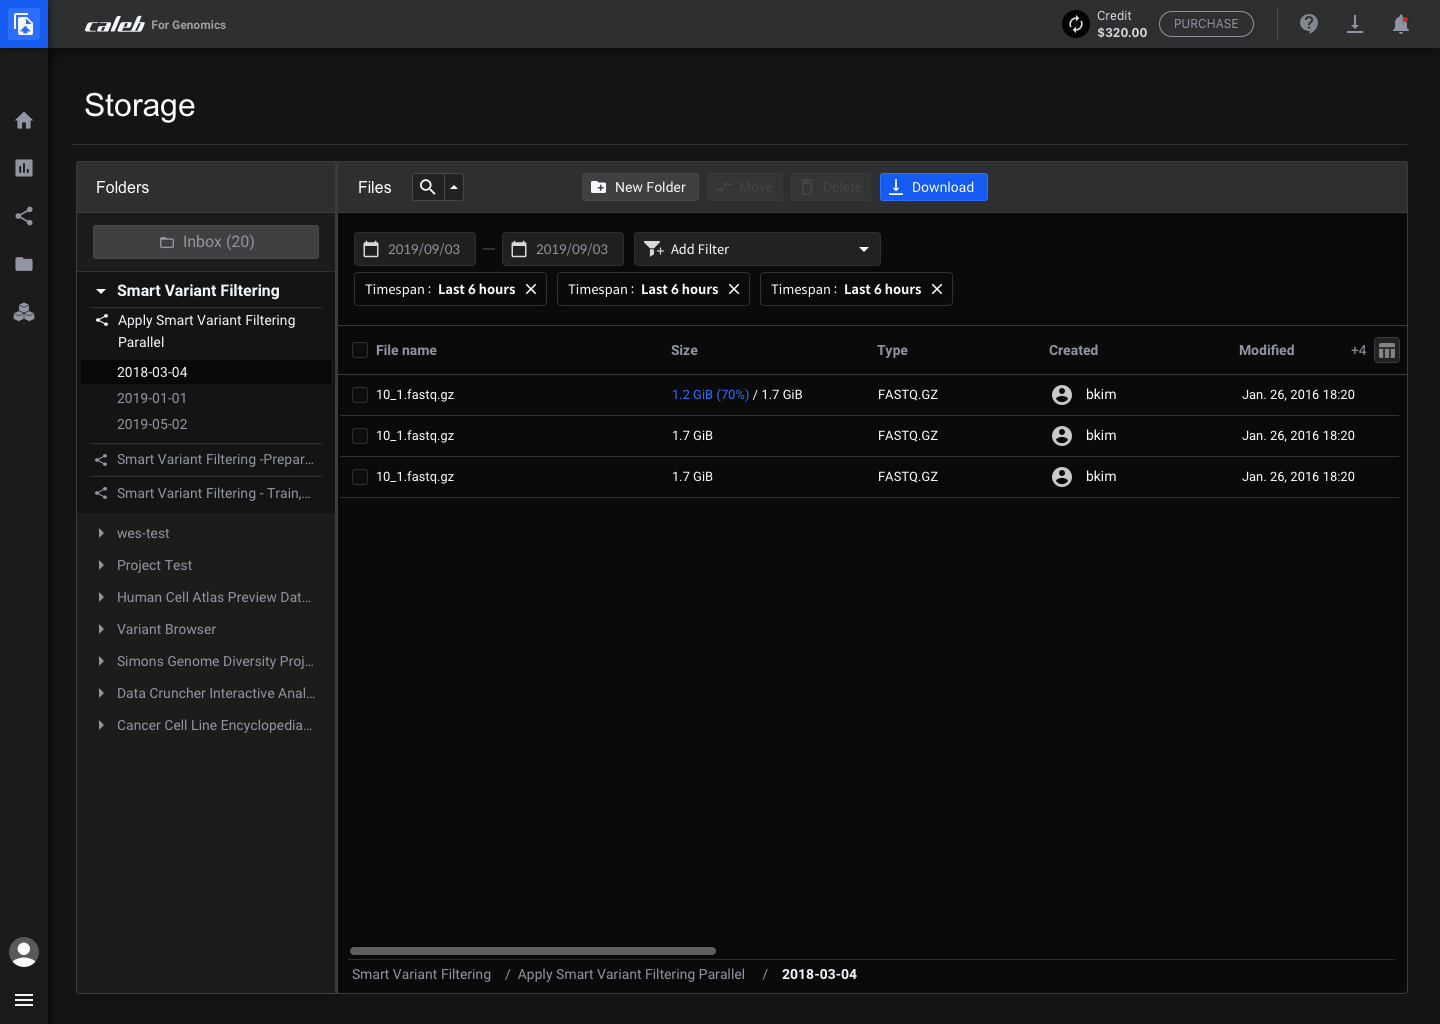 caleb For Genomics
Credit
$320.00
PURCHASE
Storage
Folders
Files
New Folder
Move
Delete
Download
Inbox (20)
2019/09/03 — 2019/09/03
Add Filter
Timespan : Last 6 hours
Timespan : Last 6 hours
Timespan : Last 6 hours
Smart Variant Filtering
Apply Smart Variant Filtering
Parallel
2018-03-04
2019-01-01
2019-05-02
Smart Variant Filtering -Prepar...
Smart Variant Filtering - Train,...
wes-test
Project Test
Human Cell Atlas Preview Dat...
Variant Browser
Simons Genome Diversity Proj...
Data Cruncher Interactive Anal...
Cancer Cell Line Encyclopedia...
File name Size Type Created Modified +4
10_1.fastq.gz 1.2 GiB (70%) / 1.7 GiB FASTQ.GZ bkim Jan. 26, 2016 18:20
10_1.fastq.gz 1.7 GiB FASTQ.GZ bkim Jan. 26, 2016 18:20
10_1.fastq.gz 1.7 GiB FASTQ.GZ bkim Jan. 26, 2016 18:20
Smart Variant Filtering / Apply Smart Variant Filtering Parallel / 2018-03-04